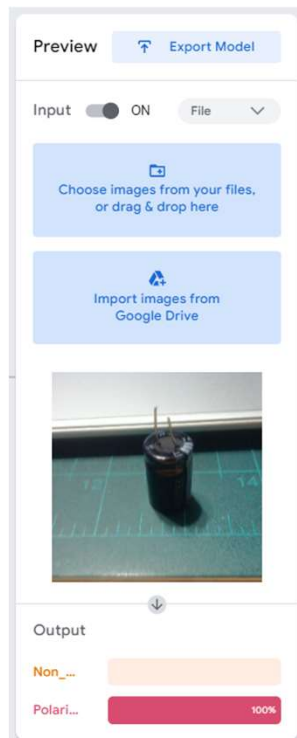 Preview
Export Model
Input
ON
File
Choose images from your files,
or drag & drop here
Import images from
Google Drive
12
14
Output
Non_...
Polari...
100%